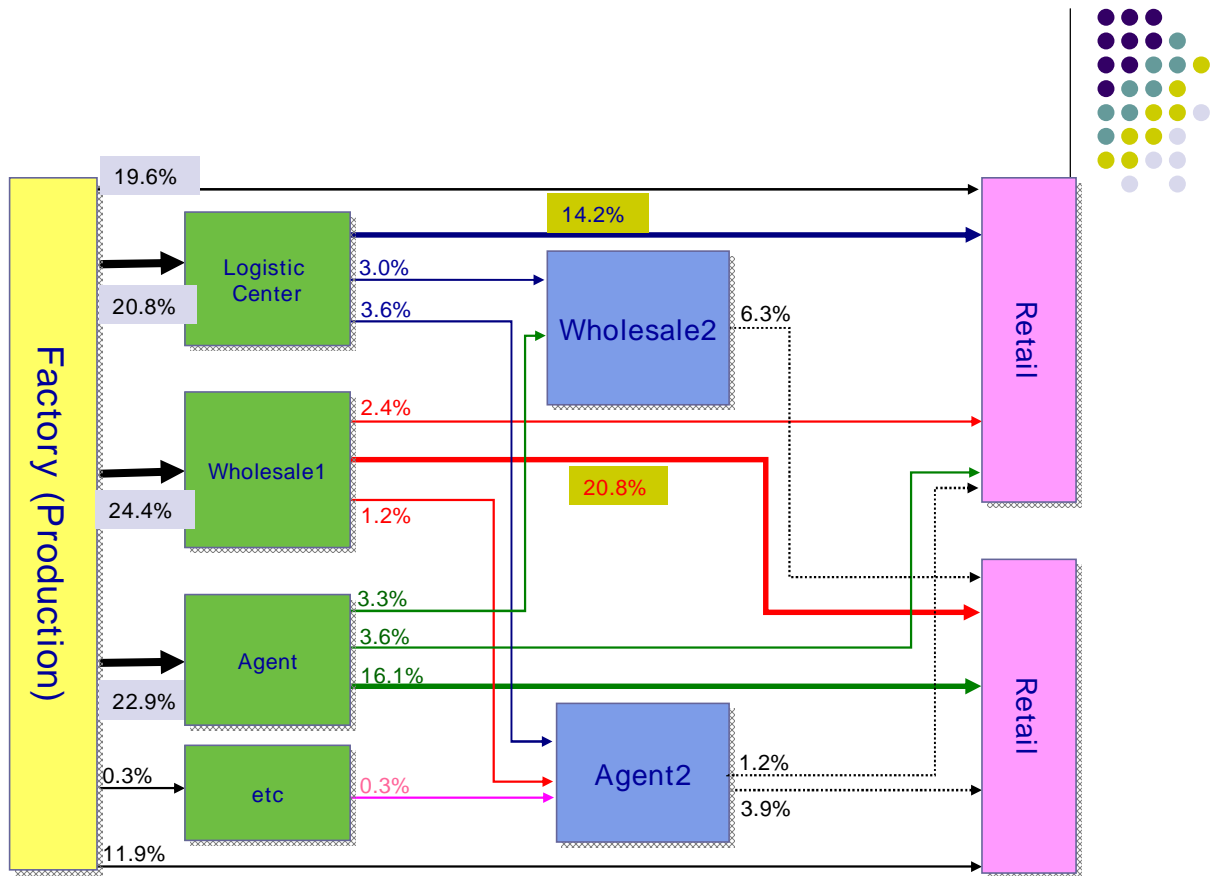 19.6%
14.2%
Logistic
Center
3.0%
20.8%
3.6%
6.3%
Wholesale2
Retail
Factory (Production)
2.4%
Wholesale1
20.8%
24.4%
1.2%
3.3%
Agent
3.6%
16.1%
22.9%
Retail
0.3%
etc
0.3%
Agent2
1.2%
3.9%
11.9%